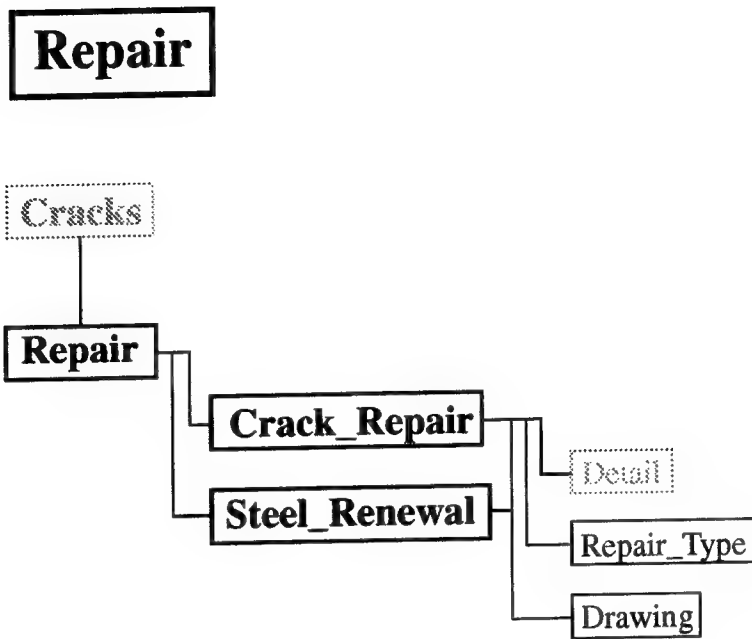 Repair
Cracks
Repair
Crack_Repair
Detail
Steel_Renewal
Repair_Type
Drawing